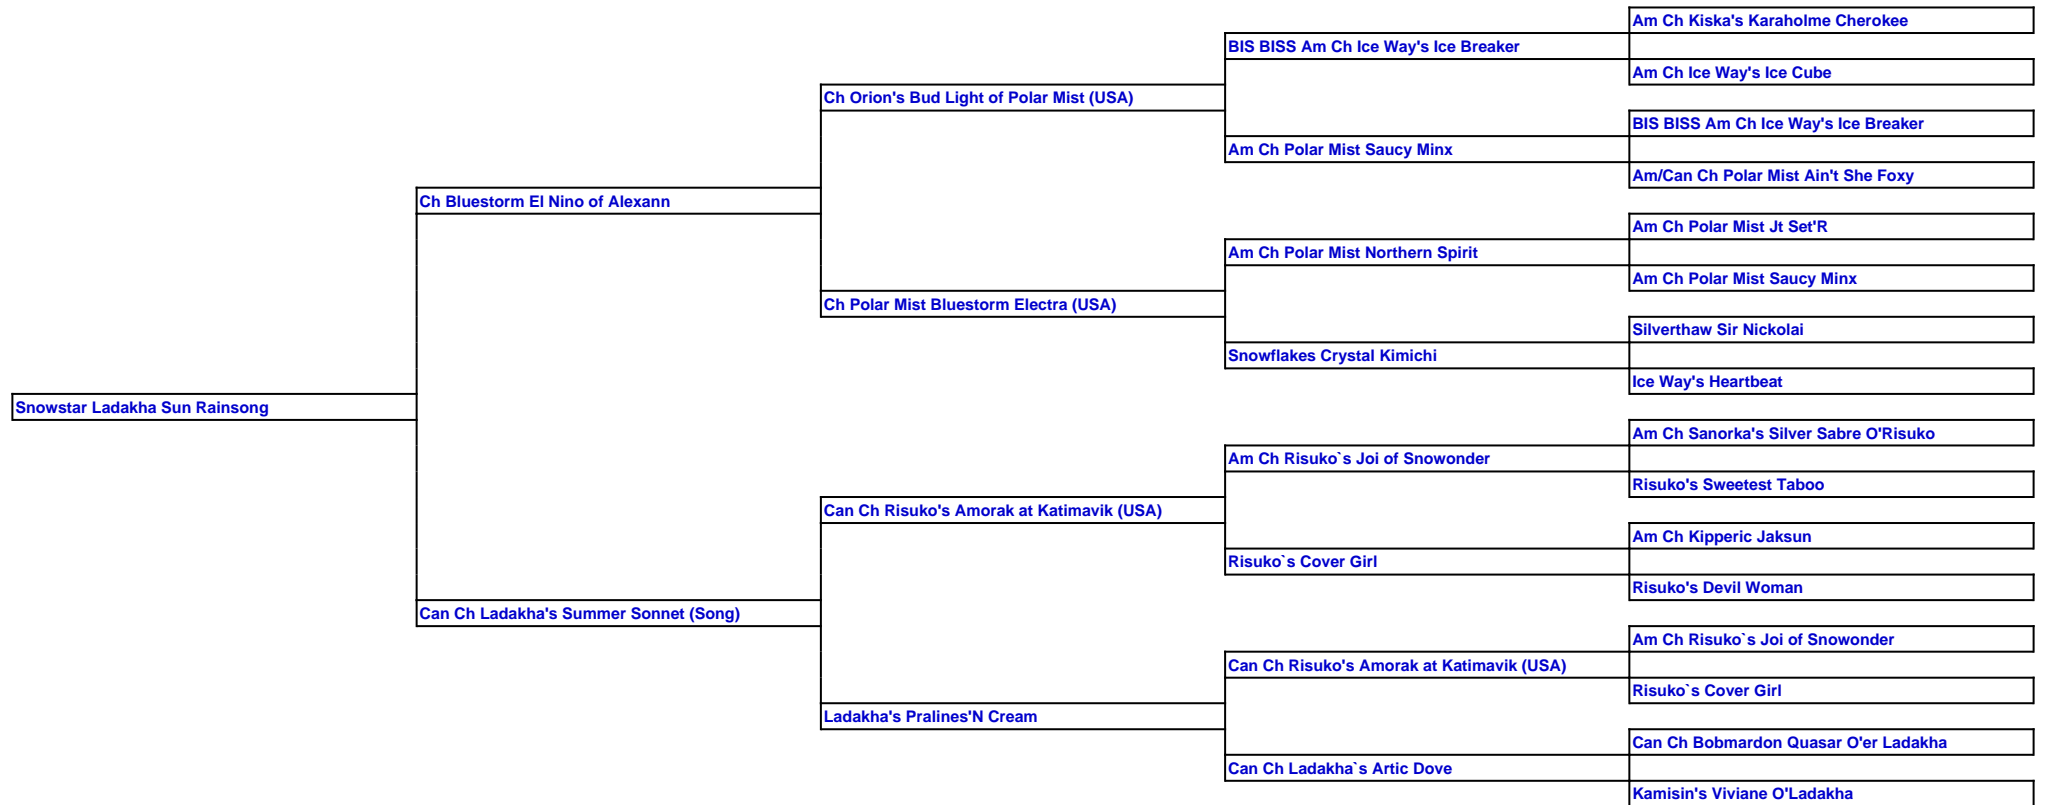 Am Ch Kiska's Karaholme Cherokee
BIS BISS Am Ch Ice Way's Ice Breaker
Am Ch Ice Way's Ice Cube
Ch Orion's Bud Light of Polar Mist (USA)
BIS BISS Am Ch Ice Way's Ice Breaker
Am Ch Polar Mist Saucy Minx
Am/Can Ch Polar Mist Ain't She Foxy
Ch Bluestorm El Nino of Alexann
Am Ch Polar Mist Jt Set'R
Am Ch Polar Mist Northern Spirit
Am Ch Polar Mist Saucy Minx
Ch Polar Mist Bluestorm Electra (USA)
Silverthaw Sir Nickolai
Snowflakes Crystal Kimichi
Ice Way's Heartbeat
Snowstar Ladakha Sun Rainsong
Am Ch Sanorka's Silver Sabre O'Risuko
Am Ch Risuko`s Joi of Snowonder
Risuko's Sweetest Taboo
Can Ch Risuko's Amorak at Katimavik (USA)
Am Ch Kipperic Jaksun
Risuko`s Cover Girl
Risuko's Devil Woman
Can Ch Ladakha's Summer Sonnet (Song)
Am Ch Risuko`s Joi of Snowonder
Can Ch Risuko's Amorak at Katimavik (USA)
Risuko`s Cover Girl
Ladakha's Pralines'N Cream
Can Ch Bobmardon Quasar O'er Ladakha
Can Ch Ladakha`s Artic Dove
Kamisin's Viviane O'Ladakha